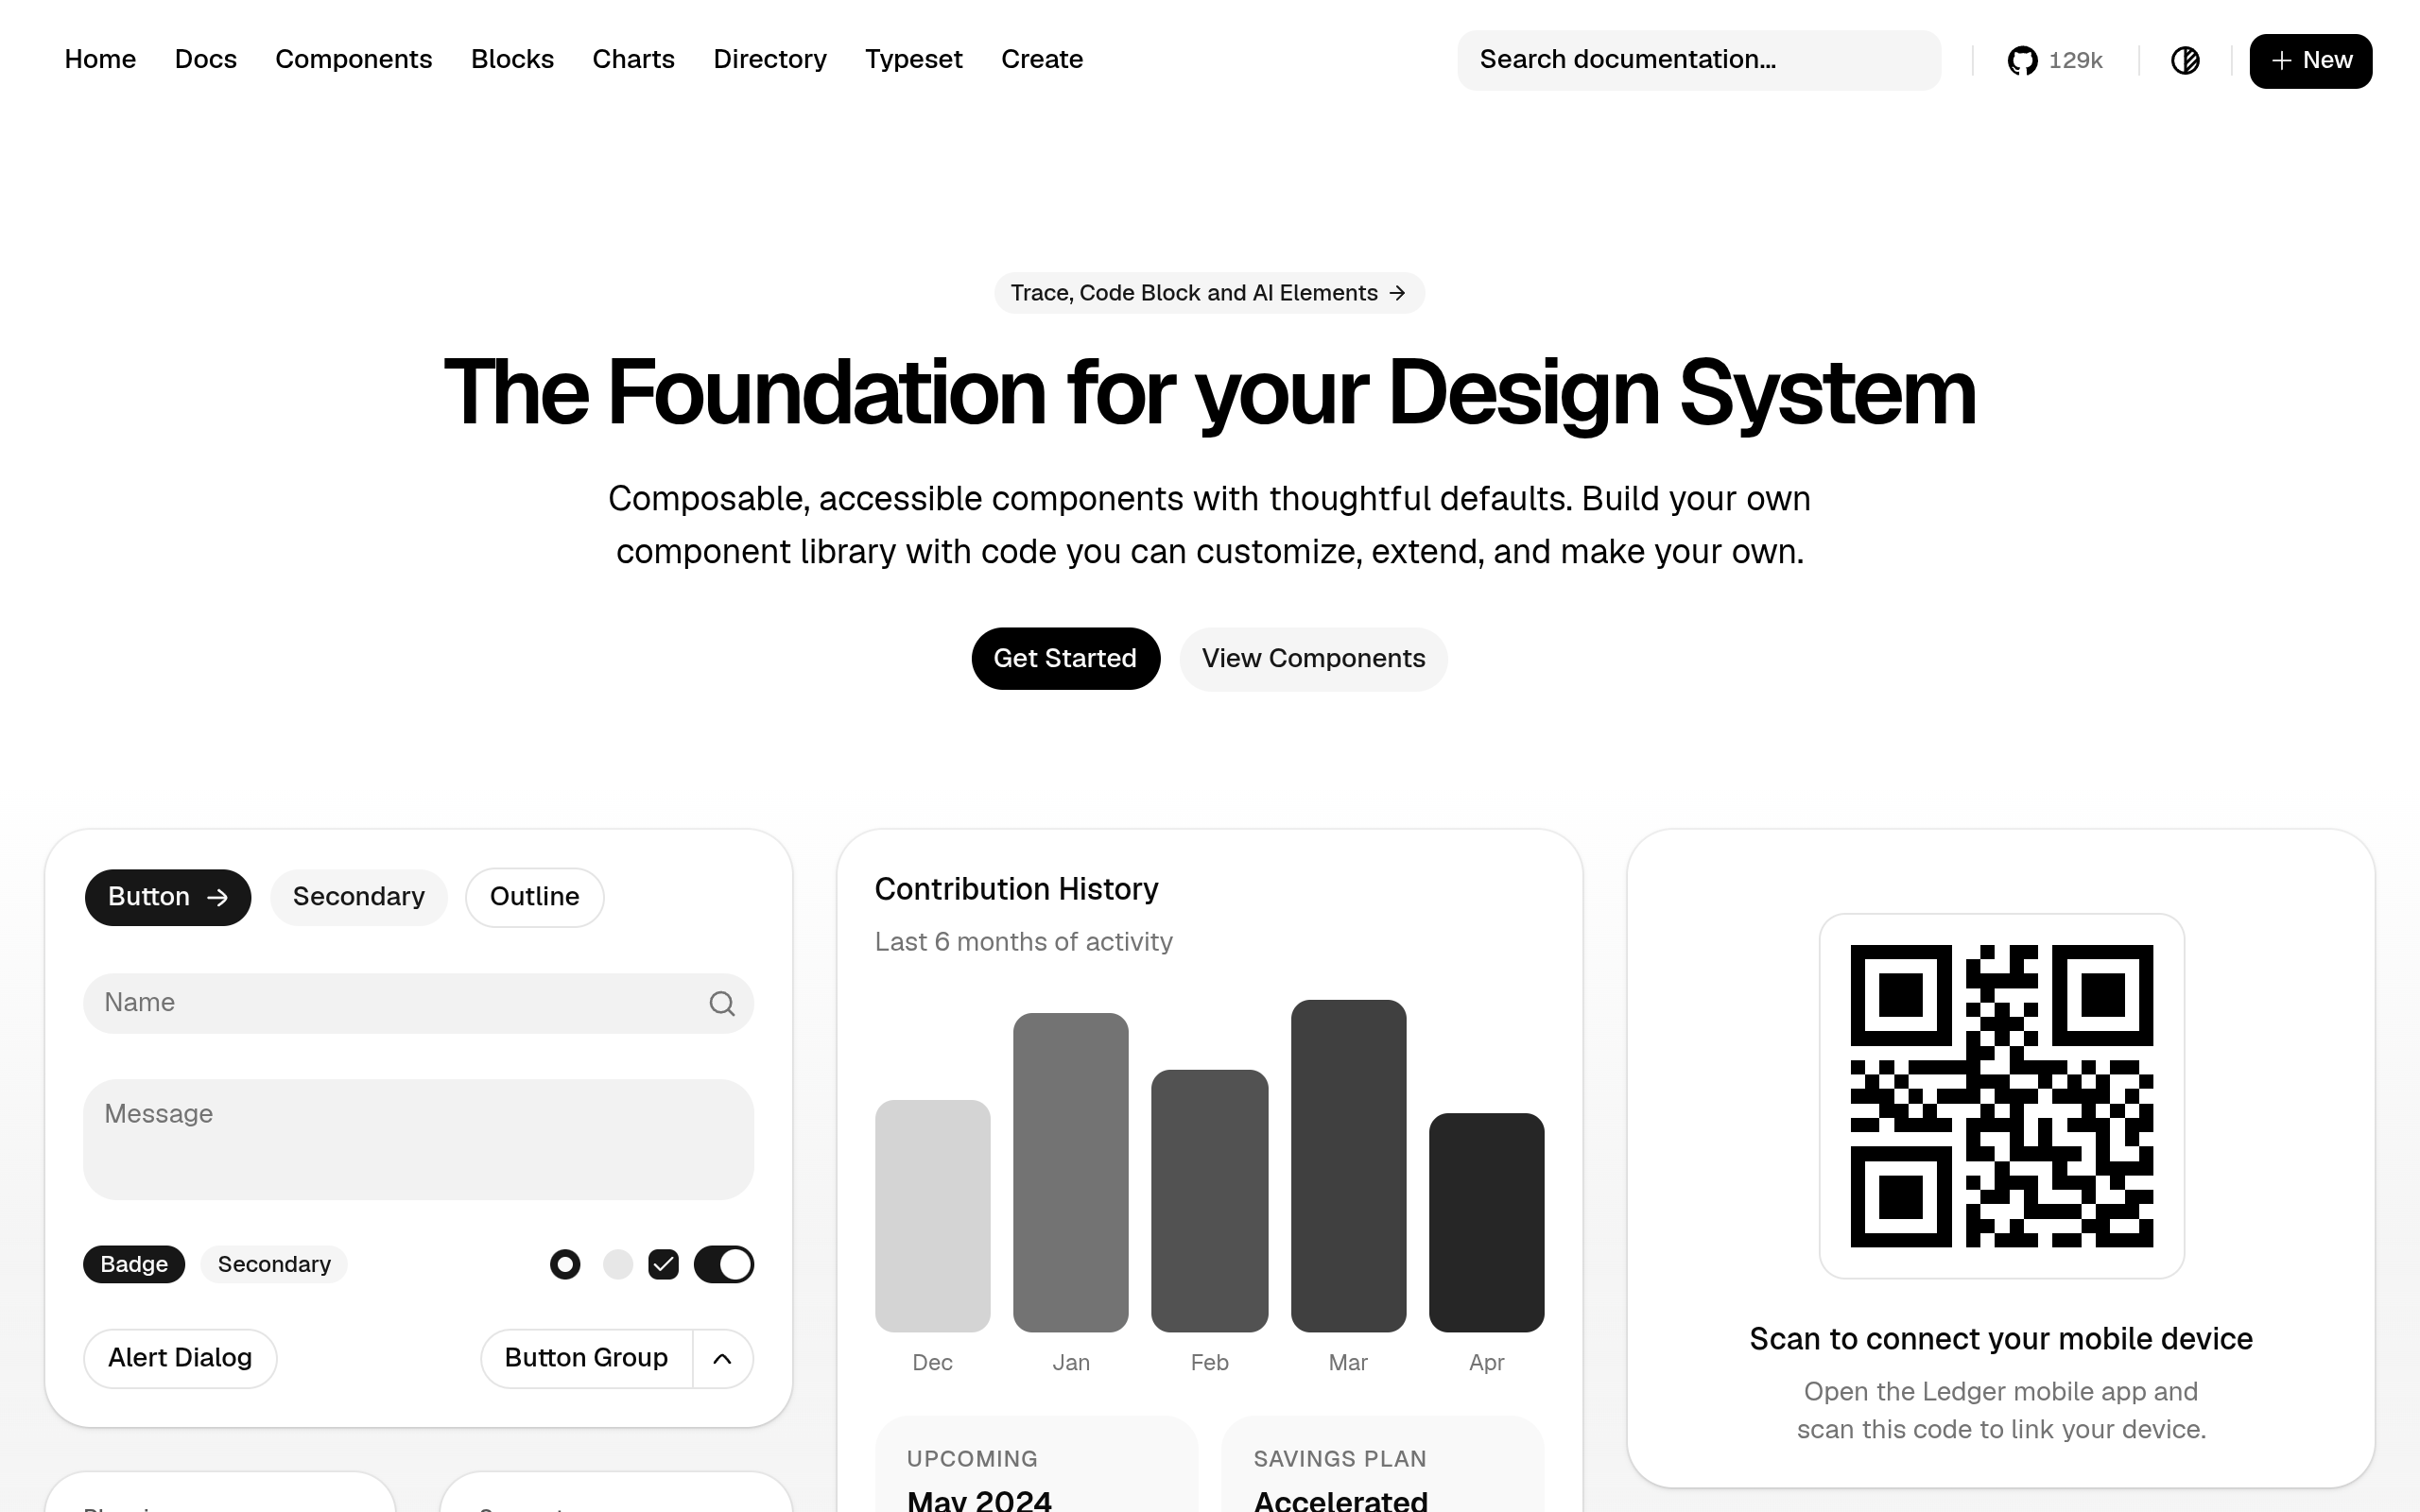 Home Docs Components Blocks Charts Directory Typeset Create
Search documentation...
129k
New
Trace, Code Block and AI Elements
The Foundation for your Design System
Composable, accessible components with thoughtful defaults. Build your own
component library with code you can customize, extend, and make your own.
Get Started
View Components
Button
Secondary
Outline
Name
Message
Badge
Secondary
Alert Dialog
Button Group
Contribution History
Last 6 months of activity
Dec Jan Feb Mar Apr
UPCOMING
May 2024
SAVINGS PLAN
Accelerated
Scan to connect your mobile device
Open the Ledger mobile app and
scan this code to link your device.